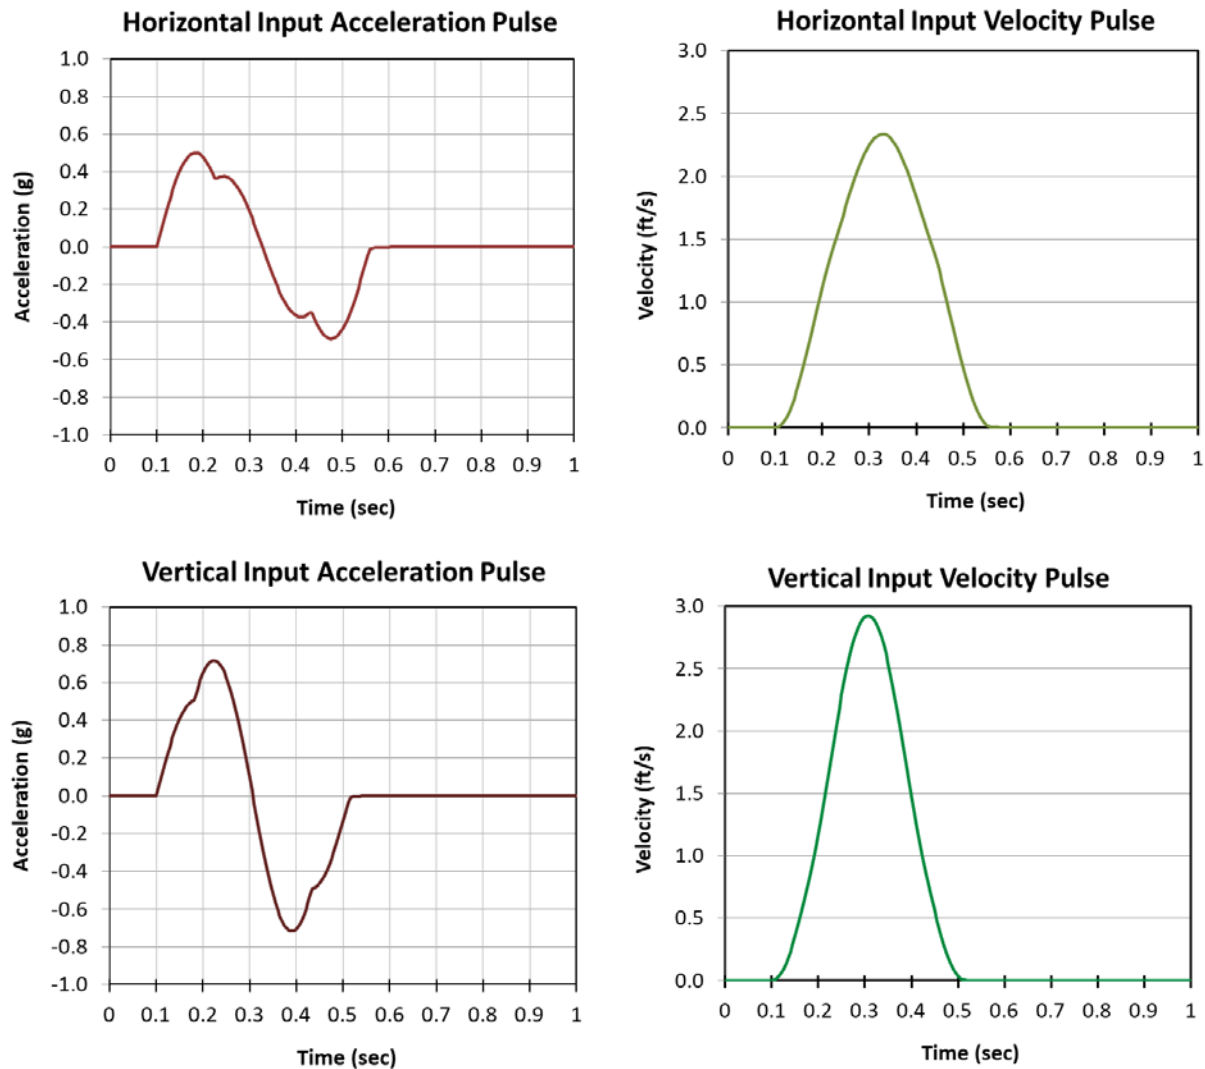 Horizontal Input Acceleration Pulse
1.0
0.8
0.6
0.4
0.2
0.0
-0.2
-0.4
-0.6
-0.8
-1.0
Acceleration (g)
0 0.1 0.2 0.3 0.4 0.5 0.6 0.7 0.8 0.9 1
Time (sec)
Horizontal Input Velocity Pulse
3.0
2.5
2.0
1.5
1.0
0.5
0.0
Velocity (ft/s)
0 0.1 0.2 0.3 0.4 0.5 0.6 0.7 0.8 0.9 1
Time (sec)
Vertical Input Acceleration Pulse
1.0
0.8
0.6
0.4
0.2
0.0
-0.2
-0.4
-0.6
-0.8
-1.0
Acceleration (g)
0 0.1 0.2 0.3 0.4 0.5 0.6 0.7 0.8 0.9 1
Time (sec)
Vertical Input Velocity Pulse
3.0
2.5
2.0
1.5
1.0
0.5
0.0
Velocity (ft/s)
0 0.1 0.2 0.3 0.4 0.5 0.6 0.7 0.8 0.9 1
Time (sec)